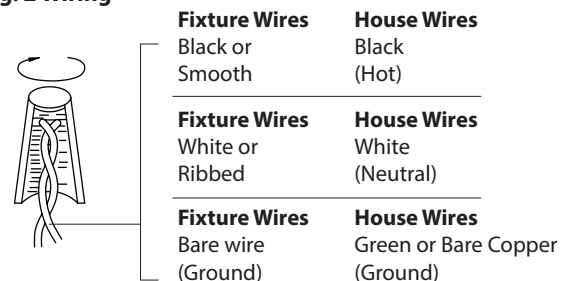 Fixture Wires House Wires
Black or Black
Smooth (Hot)
Fixture Wires House Wires
White or White
Ribbed (Neutral)
Fixture Wires House Wires
Bare wire Green or Bare Copper
(Ground) (Ground)